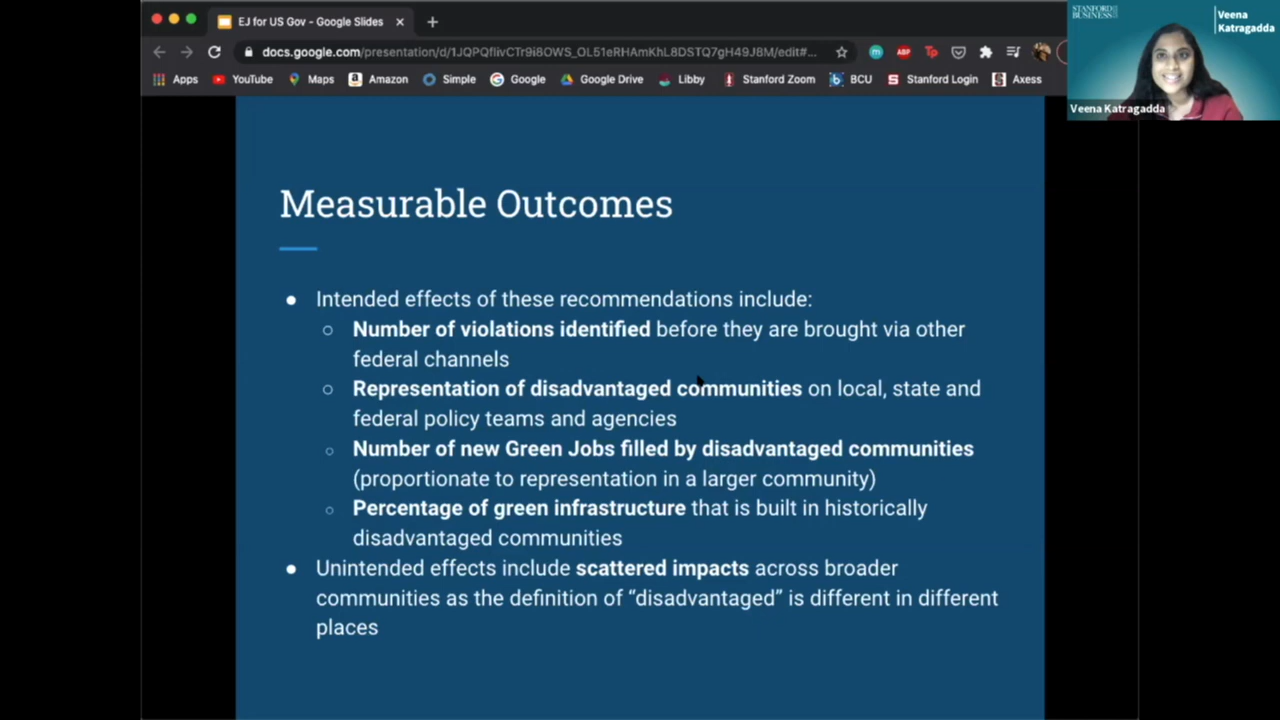 EJ for US Gov - Google Slides
docs.google.com/presentation/d/1JQPQflivCTr9i8OWS_OL51eRHAmKhL8DSTQ7gH49J8M/edit#...
ABP
Apps YouTube Maps Amazon Simple Google Google Drive Libby Stanford Zoom BCU Stanford Login Axess
STANFORD
BUSINESS
Veena
Katragadda
Veena Katragadda
Measurable Outcomes
● Intended effects of these recommendations include:
○ Number of violations identified before they are brought via other
federal channels
○ Representation of disadvantaged communities on local, state and
federal policy teams and agencies
○ Number of new Green Jobs filled by disadvantaged communities
(proportionate to representation in a larger community)
○ Percentage of green infrastructure that is built in historically
disadvantaged communities
● Unintended effects include scattered impacts across broader
communities as the definition of “disadvantaged” is different in different
places